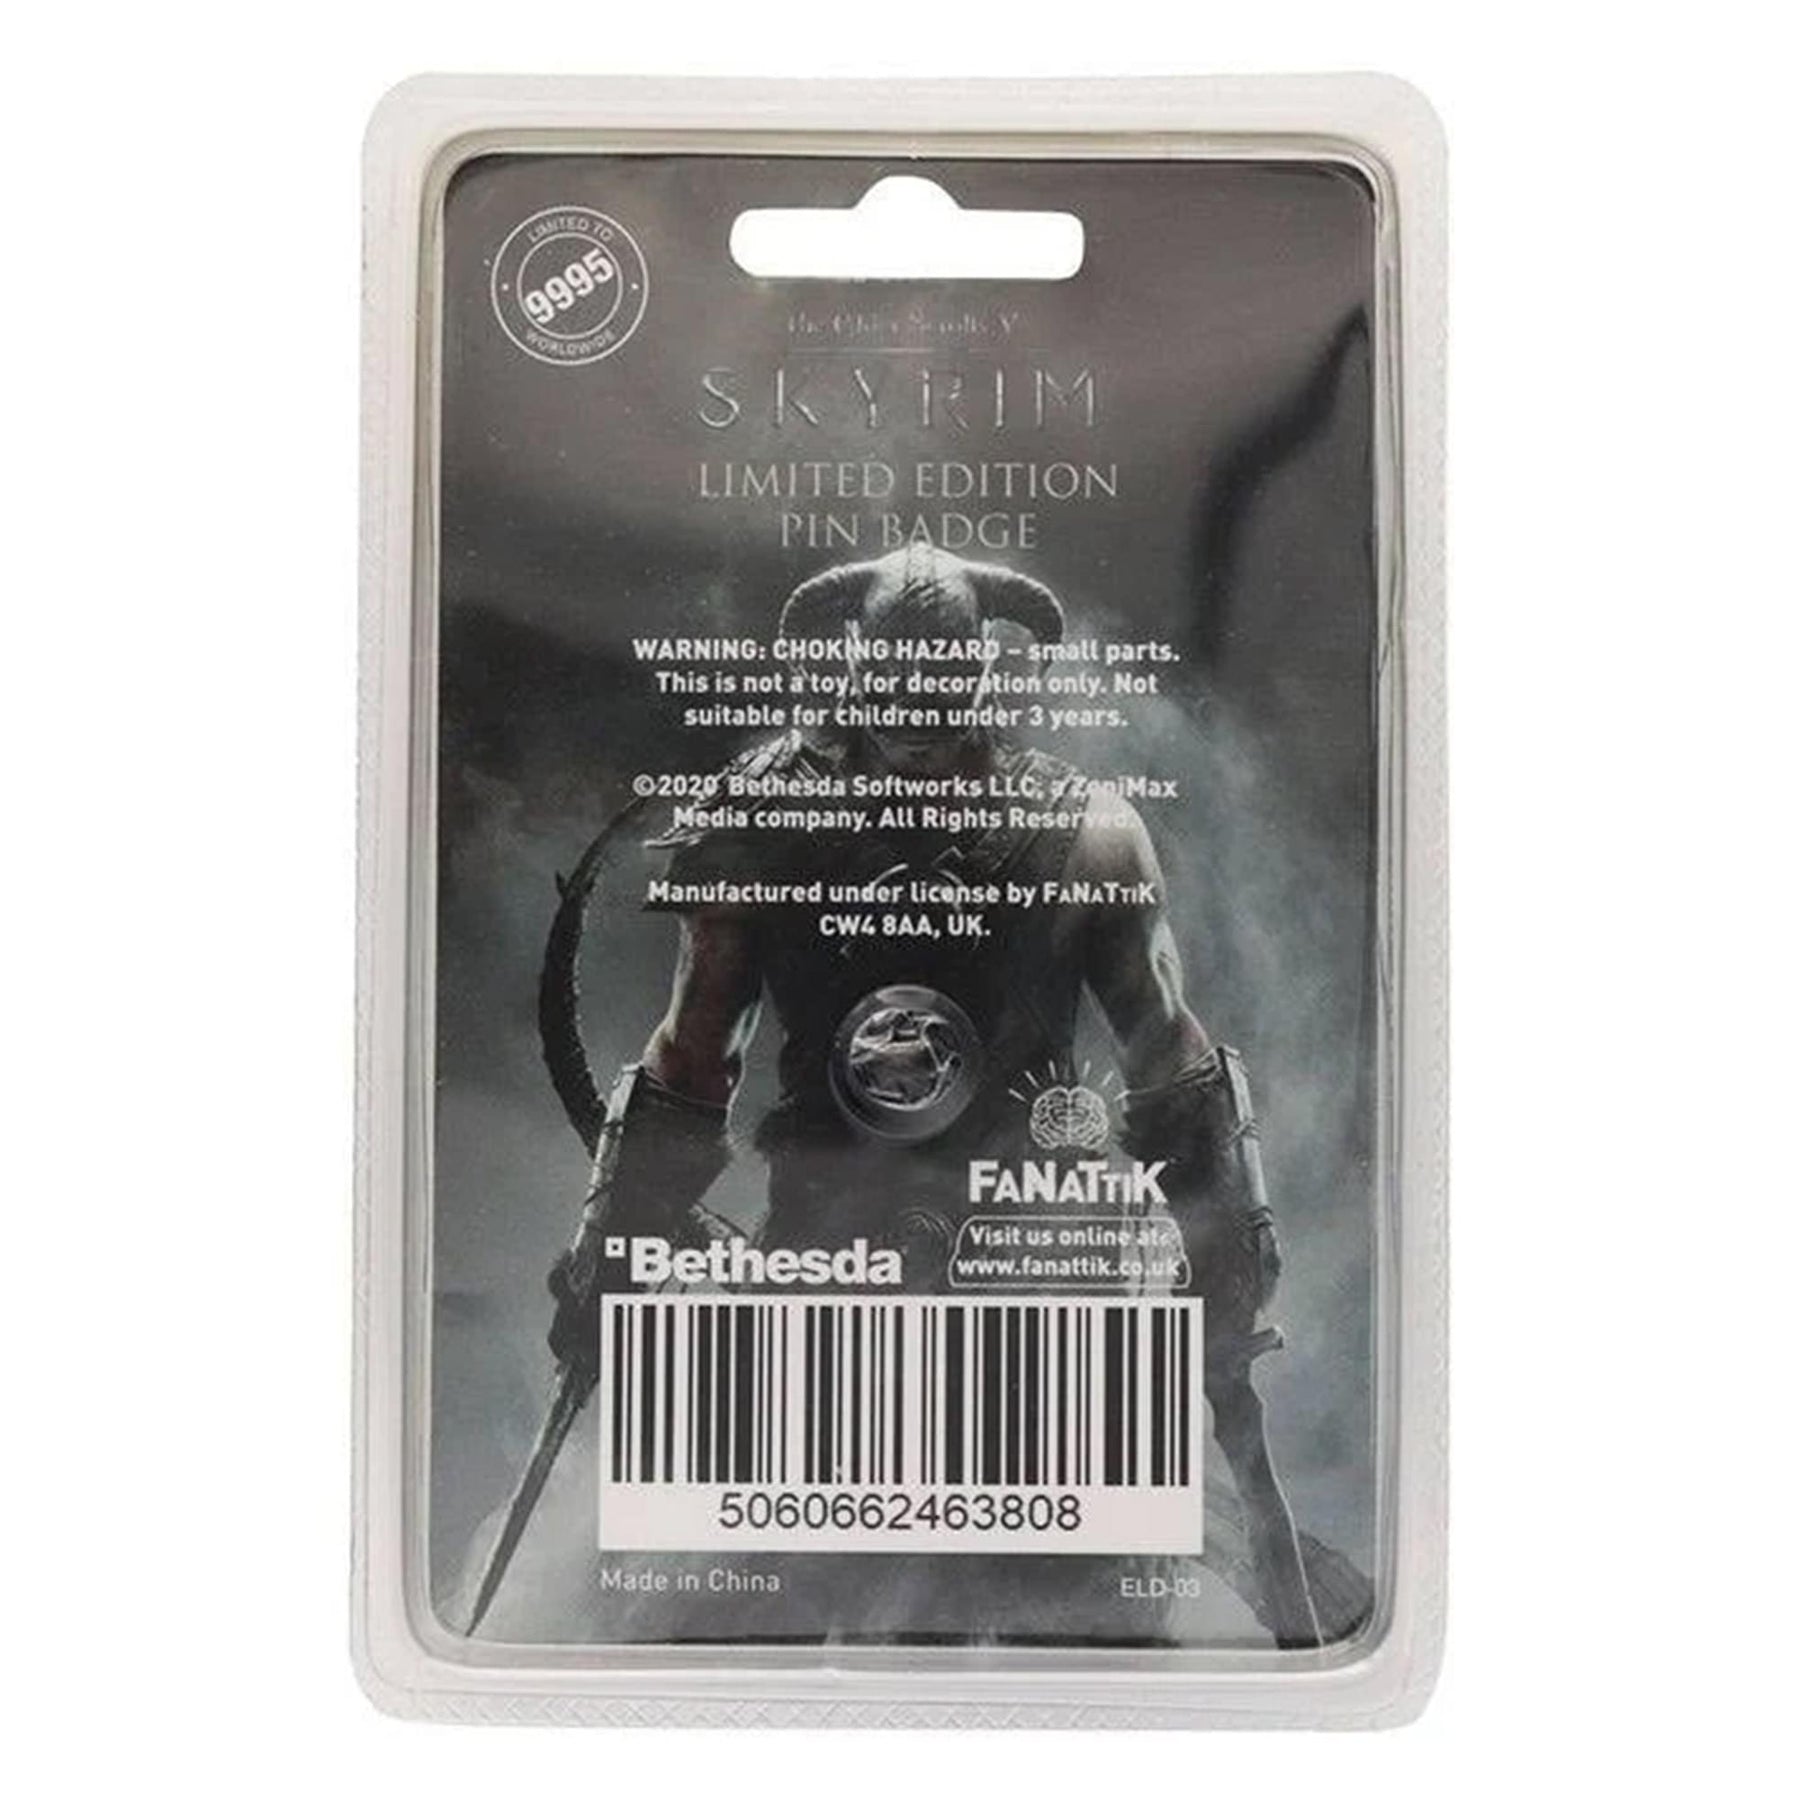 LIMITED TO
9995
WORLDWIDE
The Elder Scrolls V
SKYRIM
LIMITED EDITION
PIN BADGE
WARNING: CHOKING HAZARD – small parts.
This is not a toy, for decoration only. Not
suitable for children under 3 years.
©2020 Bethesda Softworks LLC, a ZeniMax
Media company. All Rights Reserved.
Manufactured under license by FANATTIK
CW4 8AA, UK.
FANATTIK
Visit us online at:
www.fanattik.co.uk
Bethesda
5060662463808
Made in China
ELD-03